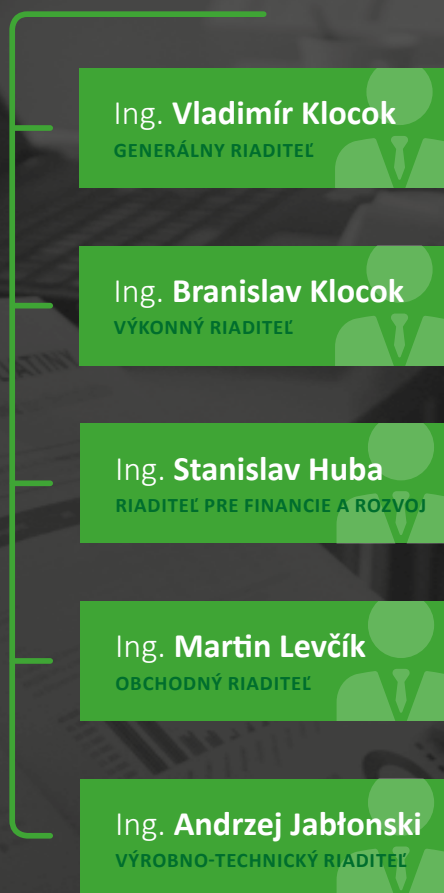 Ing. Vladimír Klocok
GENERÁLNY RIADITEĽ
Ing. Branislav Klocok
VÝKONNÝ RIADITEĽ
Ing. Stanislav Huba
RIADITEĽ PRE FINANCIE A ROZVOJ
Ing. Martin Levčík
OBCHODNÝ RIADITEĽ
Ing. Andrzej Jabłonski
VÝROBNO-TECHNICKÝ RIADITEĽ